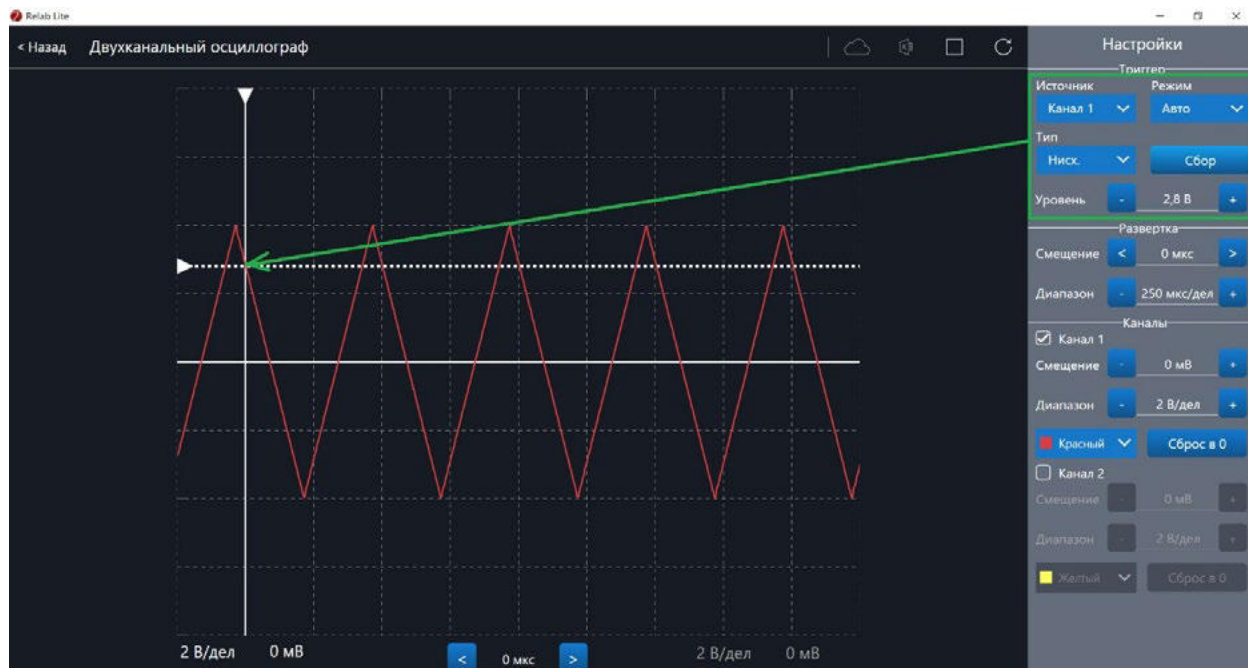 Relab Lite
< Назад Двухканальный осциллограф
Настройки
Триггер
Источник Режим
Канал 1 Авто
Тип
Нисх. Сбор
Уровень - 2,8 В +
Развертка
Смещение < 0 мкс >
Диапазон - 250 мкс/дел +
Каналы
Канал 1
Смещение - 0 мВ +
Диапазон - 2 В/дел +
Красный Сброс в 0
Канал 2
Смещение - 0 мВ +
Диапазон - 2 В/дел +
Желтый Сброс в 0
2 В/дел 0 мВ < 0 мкс > 2 В/дел 0 мВ